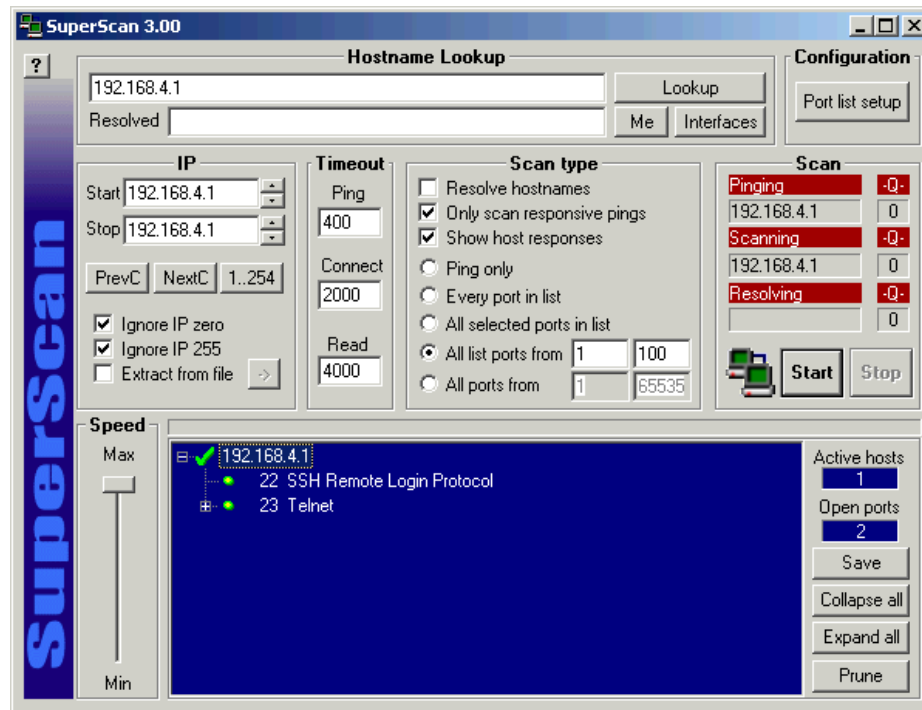 SuperScan 3.00
?
SuperScan
Hostname Lookup
192.168.4.1
Lookup
Resolved
Me
Interfaces
Configuration
Port list setup
IP
Start 192.168.4.1
Stop 192.168.4.1
PrevC
NextC
1..254
Ignore IP zero
Ignore IP 255
Extract from file
->
Timeout
Ping
400
Connect
2000
Read
4000
Scan type
Resolve hostnames
Only scan responsive pings
Show host responses
Ping only
Every port in list
All selected ports in list
All list ports from 1 100
All ports from 1 65535
Scan
Pinging -Q-
192.168.4.1 0
Scanning -Q-
192.168.4.1 0
Resolving -Q-
0
Start
Stop
Speed
Max
Min
192.168.4.1
22 SSH Remote Login Protocol
23 Telnet
Active hosts
1
Open ports
2
Save
Collapse all
Expand all
Prune